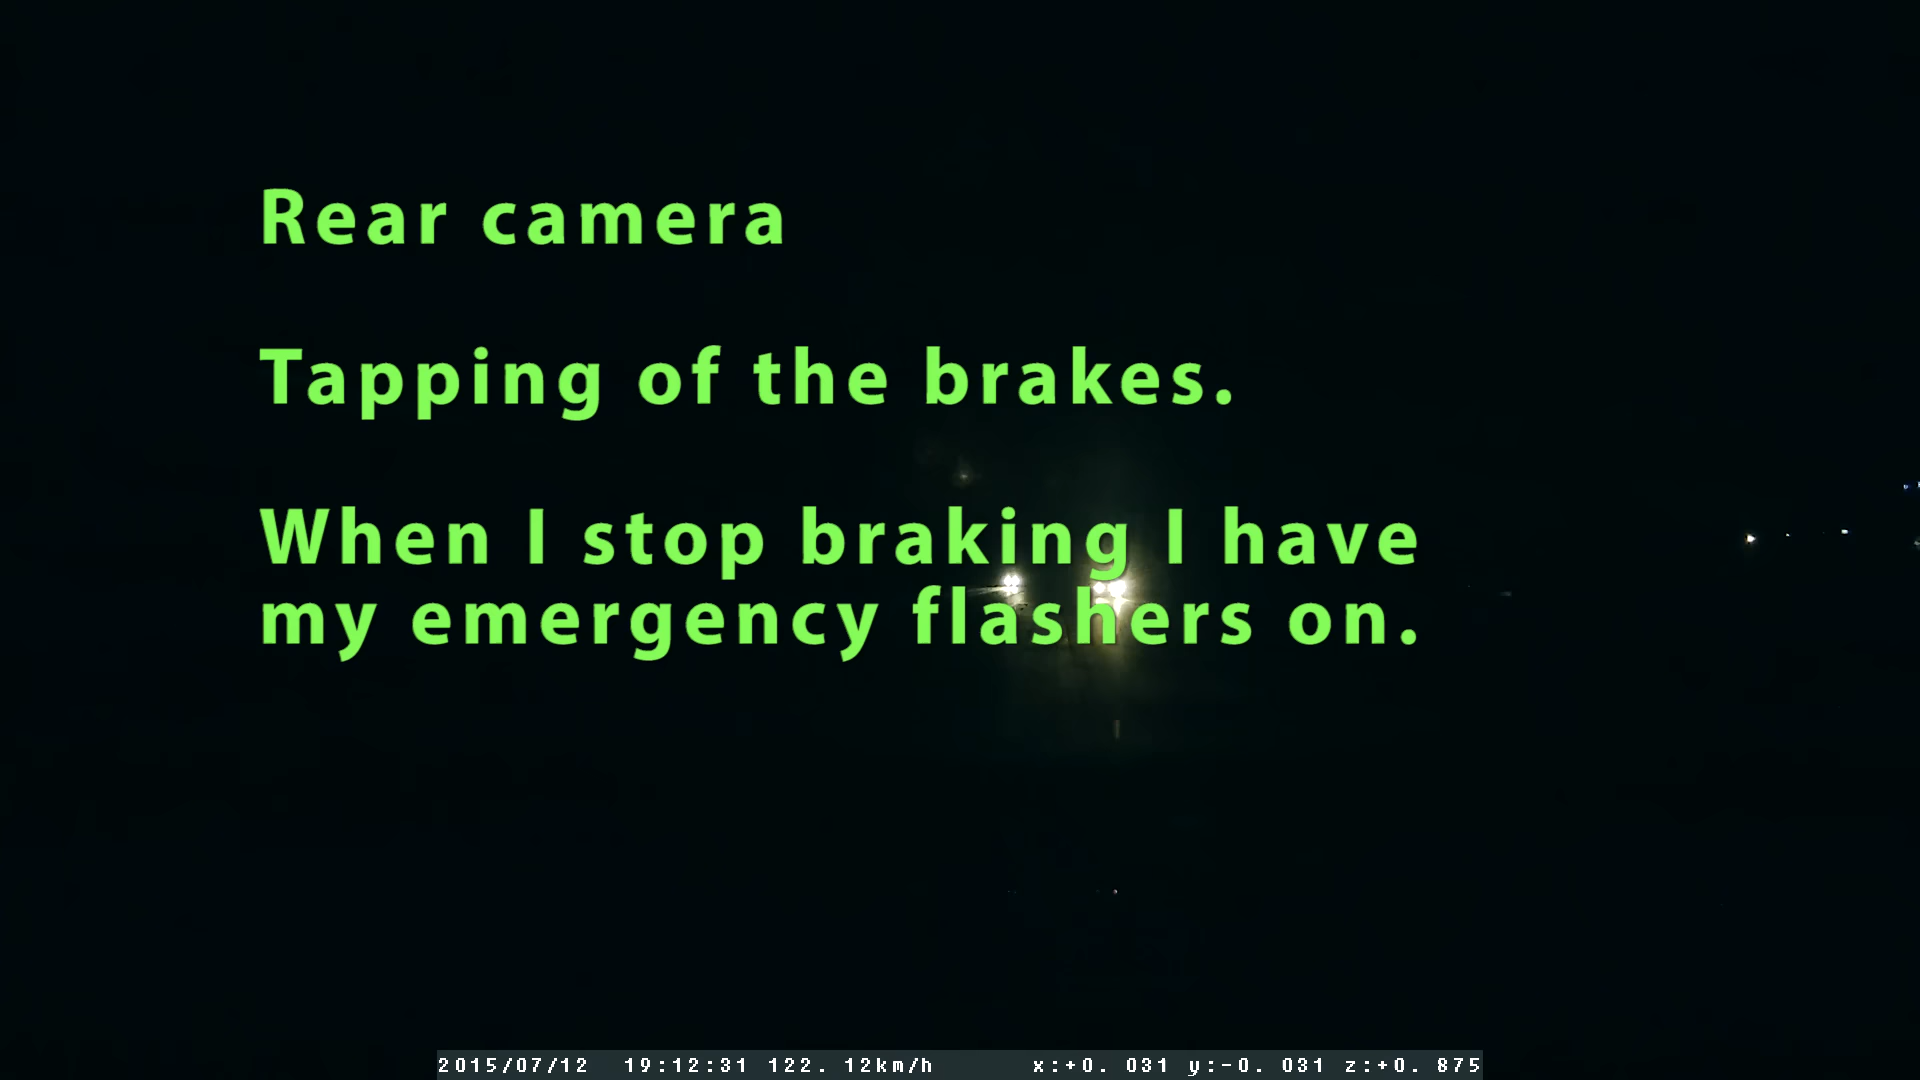 Rear camera
Tapping of the brakes.
When I stop braking I have
my emergency flashers on.
2015/07/12 19:12:31 122. 12km/h x:+0. 031 y:-0. 031 z:+0. 875